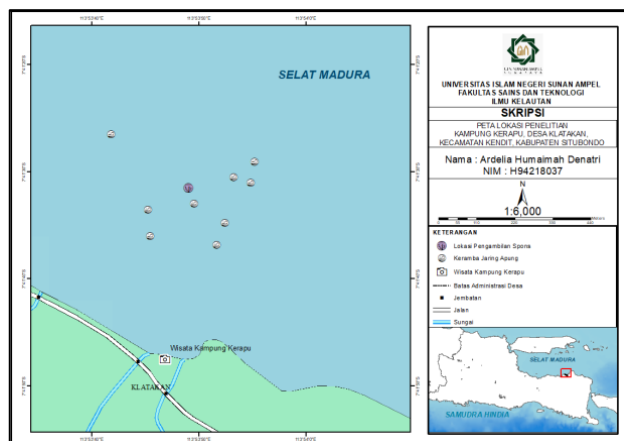 SELAT MADURA
Wisata Kampung Kerapu
KLATAKAN
UNIVERSITAS ISLAM NEGERI SUNAN AMPEL
FAKULTAS SAINS DAN TEKNOLOGI
ILMU KELAUTAN
SKRIPSI
PETA LOKASI PENELITIAN
KAMPUNG KERAPU, DESA KLATAKAN,
KECAMATAN KENDIT, KABUPATEN SITUBONDO
Nama : Ardelia Humaimah Denatri
NIM : H94218037
N
1:6,000
KETERANGAN
Lokasi Pengambilan Spons
Keramba Jaring Apung
Wisata Kampung Kerapu
Batas Administrasi Desa
Jembatan
Jalan
Sungai
SELAT MADURA
SAMUDRA HINDIA